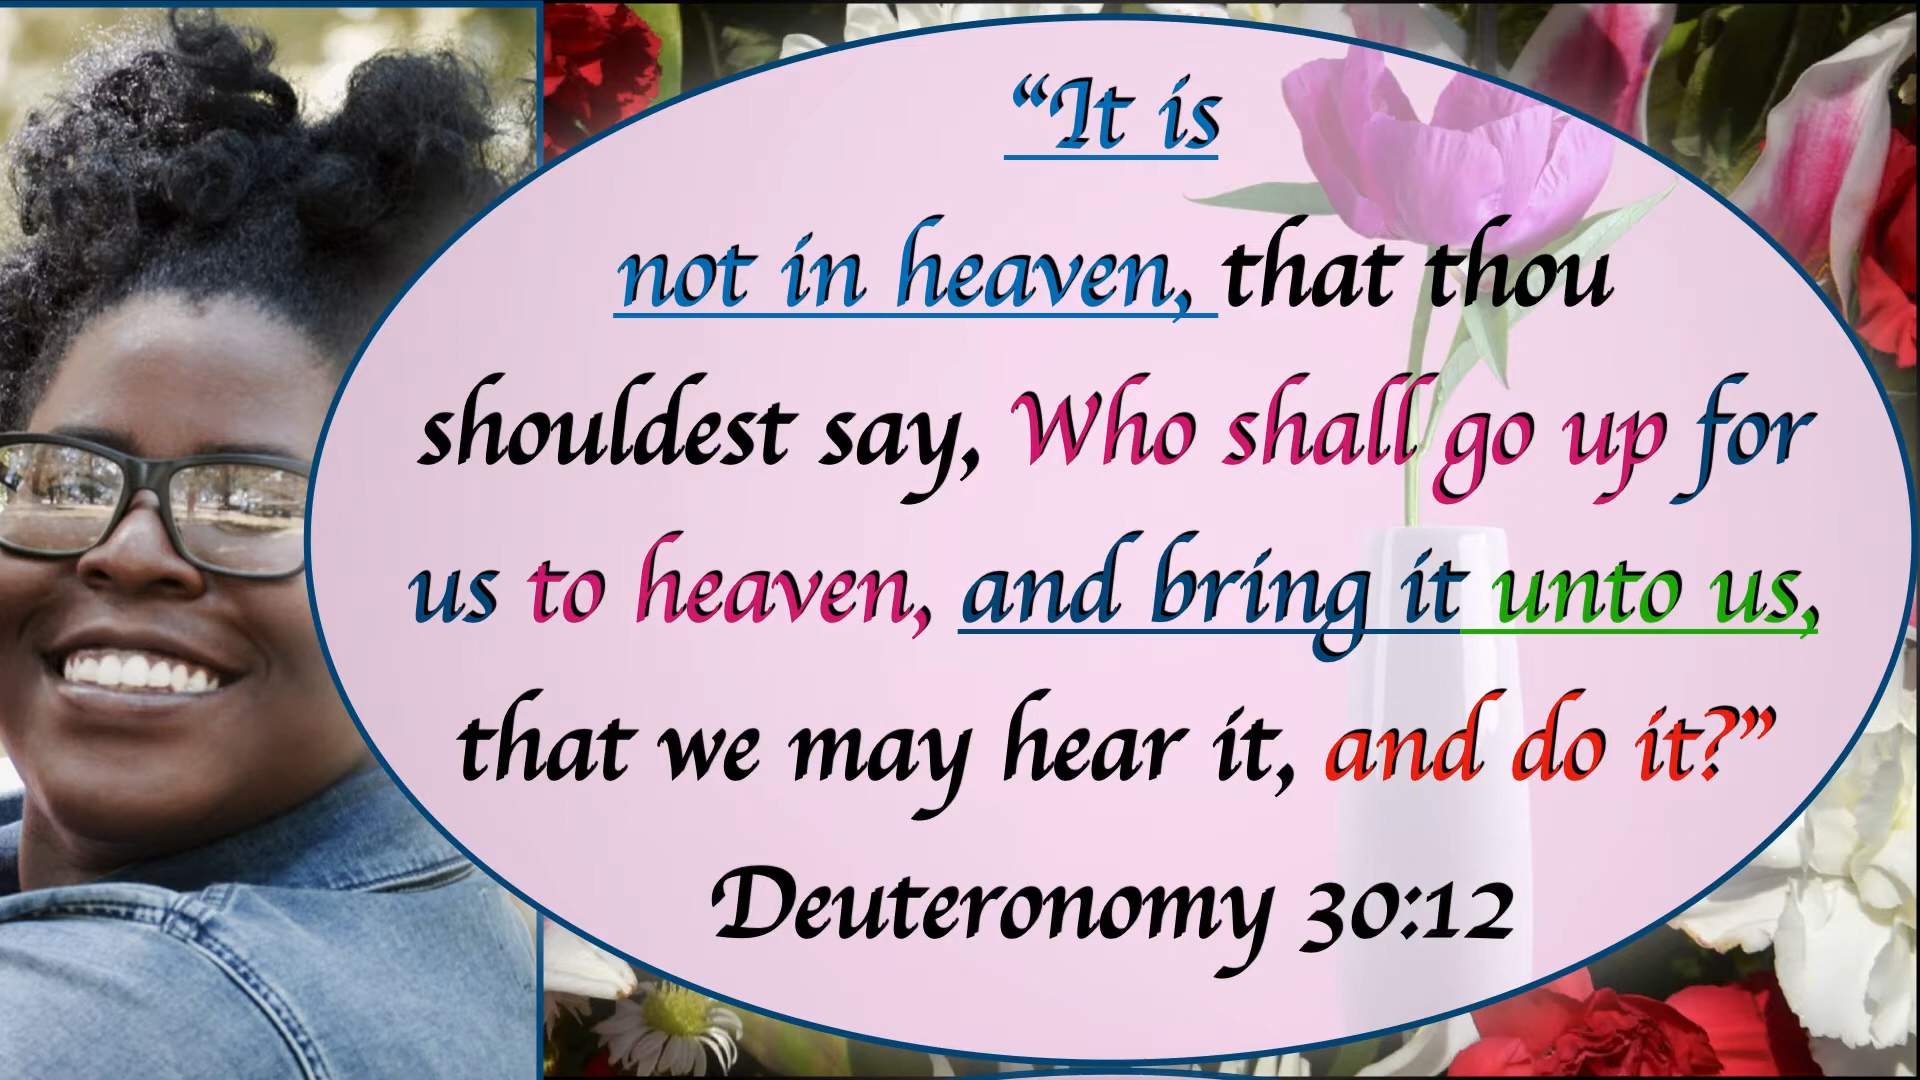 “It is
not in heaven, that thou
shouldest say, Who shall go up for
us to heaven, and bring it unto us,
that we may hear it, and do it?”
Deuteronomy 30:12